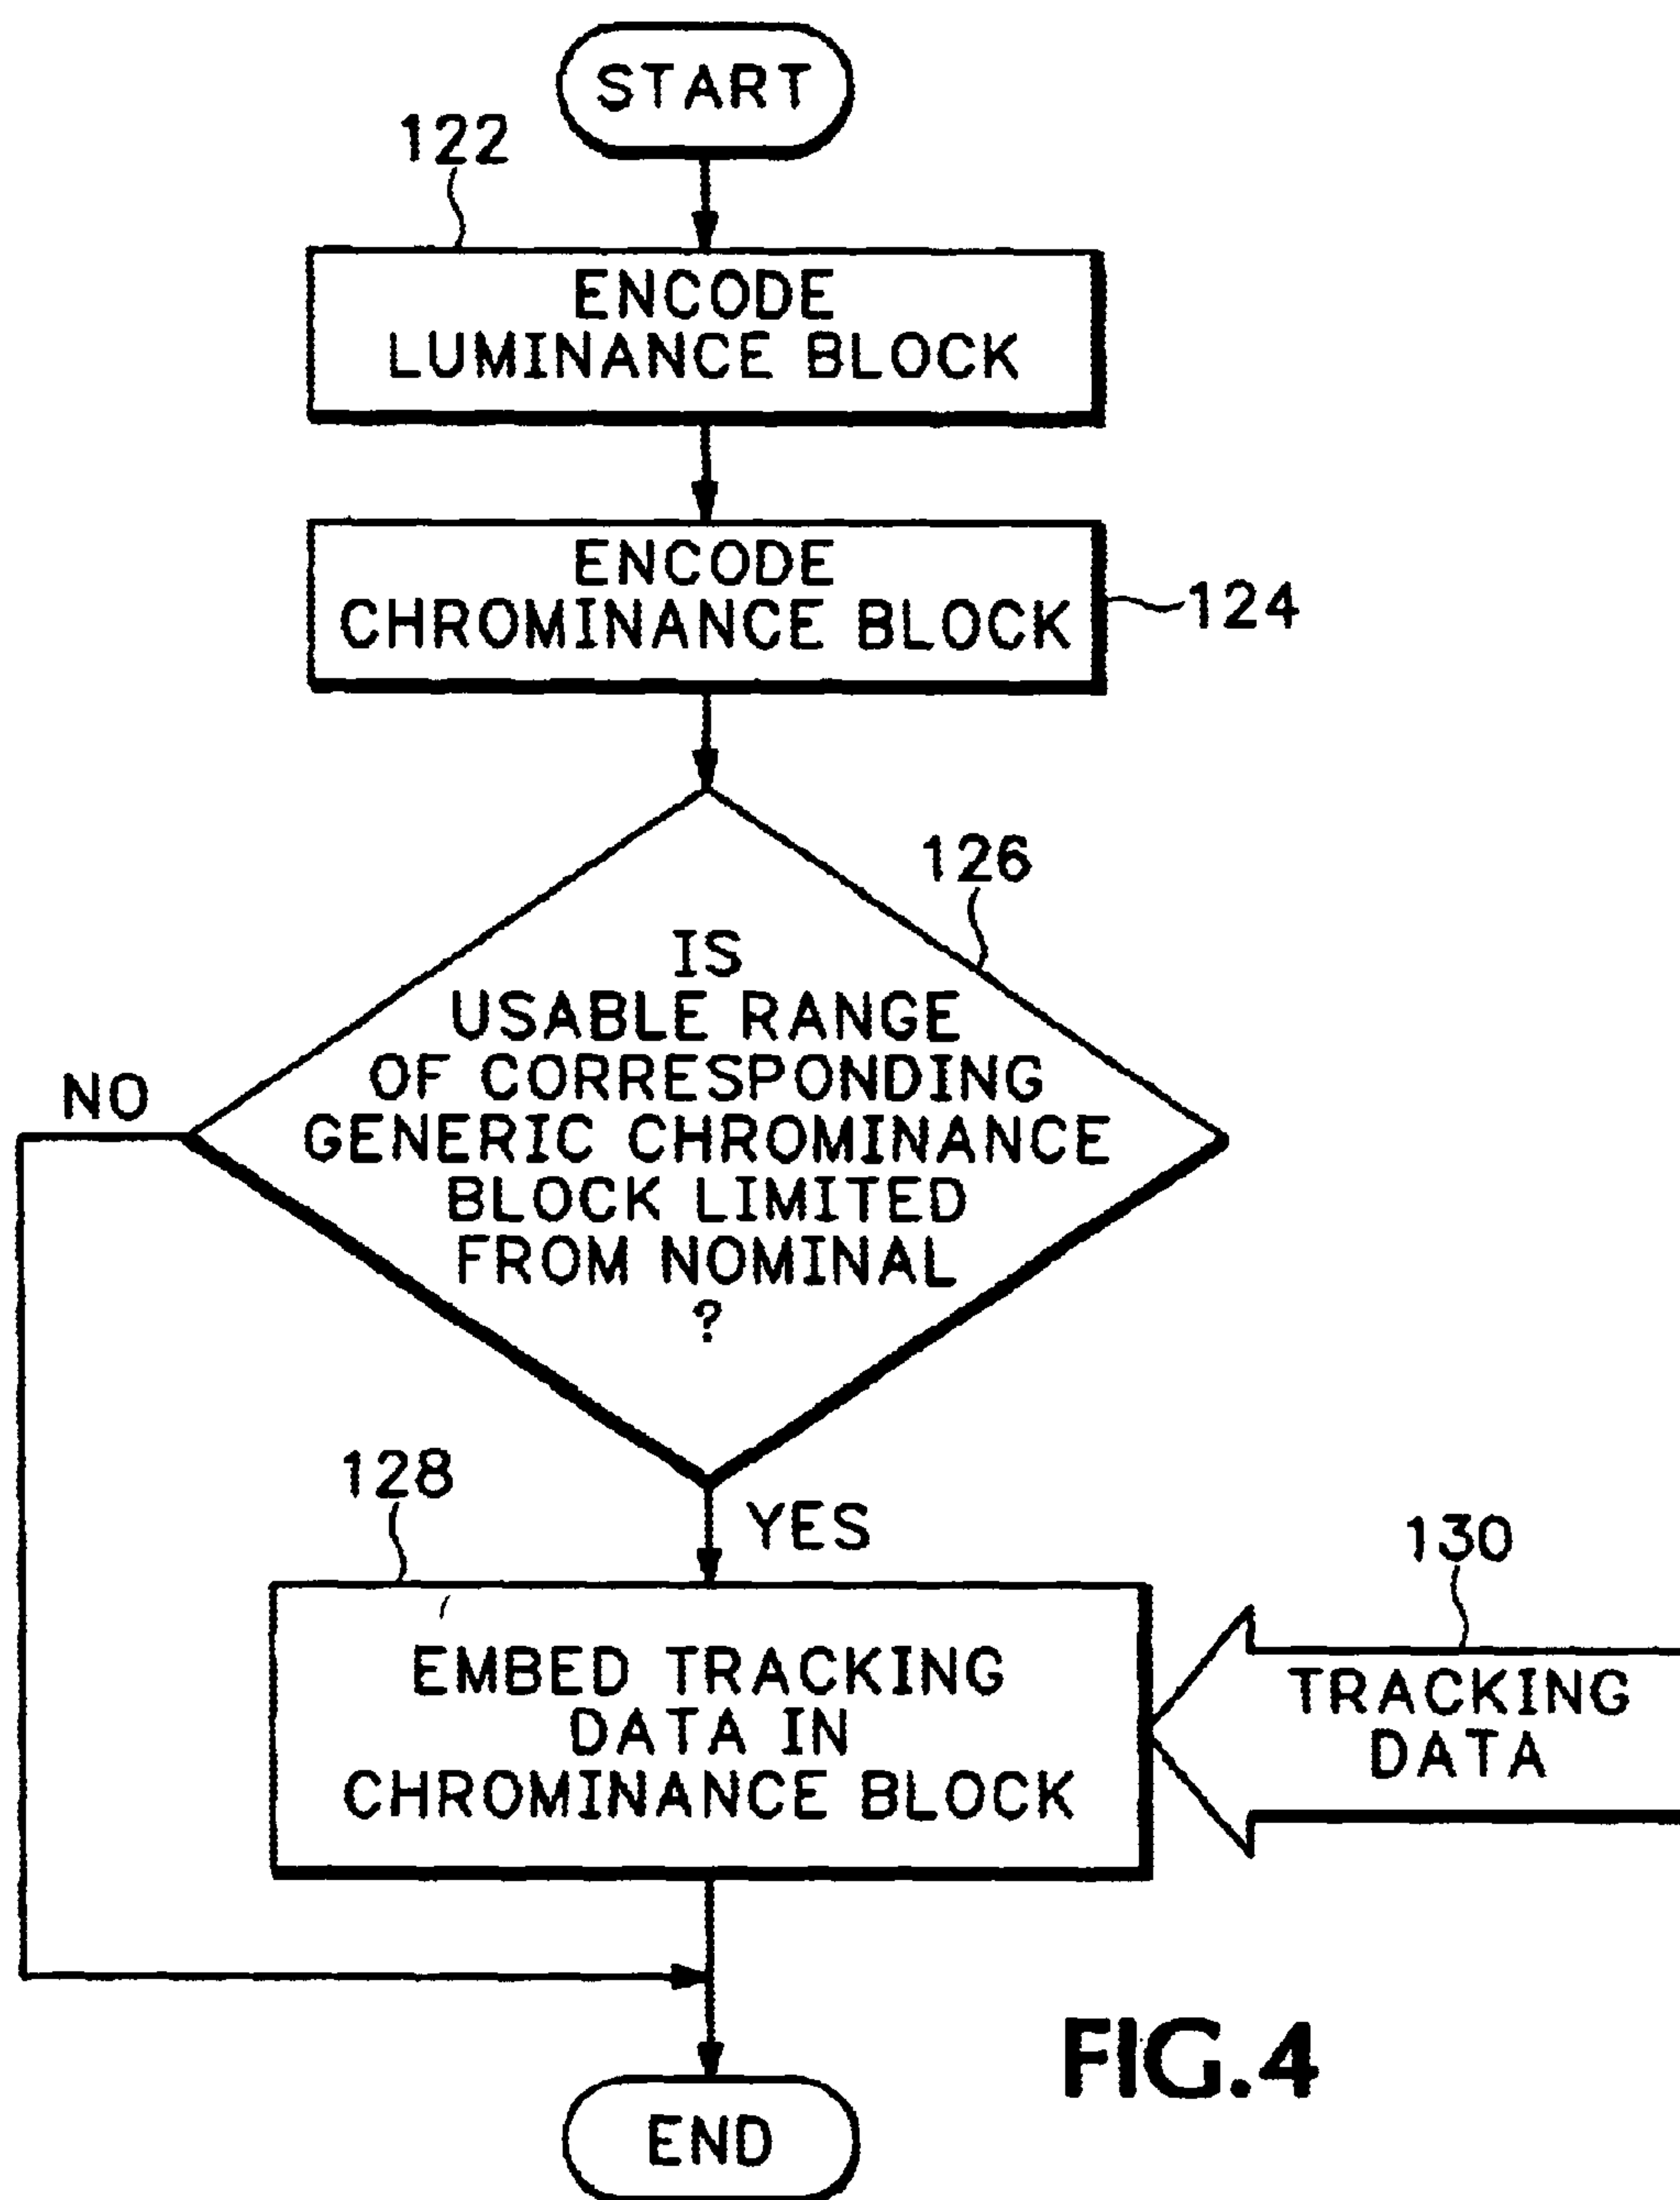 START
122
ENCODE
LUMINANCE BLOCK
ENCODE
CHROMINANCE BLOCK
124
126
IS
USABLE RANGE
OF CORRESPONDING
GENERIC CHROMINANCE
BLOCK LIMITED
FROM NOMINAL
?
NO
YES
128
EMBED TRACKING
DATA IN
CHROMINANCE BLOCK
130
TRACKING
DATA
END
FIG.4